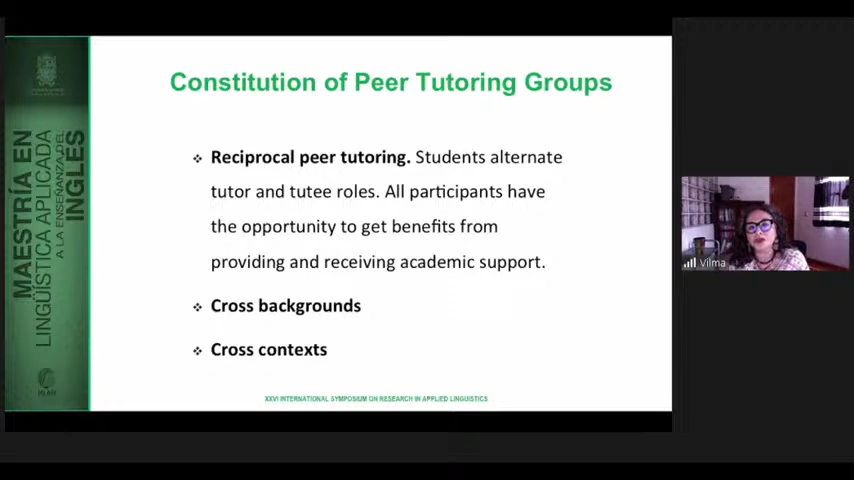 MAESTRÍA EN
LINGÜÍSTICA APLICADA
A LA ENSEÑANZA DEL
INGLÉS
Constitution of Peer Tutoring Groups
❖ Reciprocal peer tutoring. Students alternate
tutor and tutee roles. All participants have
the opportunity to get benefits from
providing and receiving academic support.
❖ Cross backgrounds
❖ Cross contexts
XXVI INTERNATIONAL SYMPOSIUM ON RESEARCH IN APPLIED LINGUISTICS
Vilma